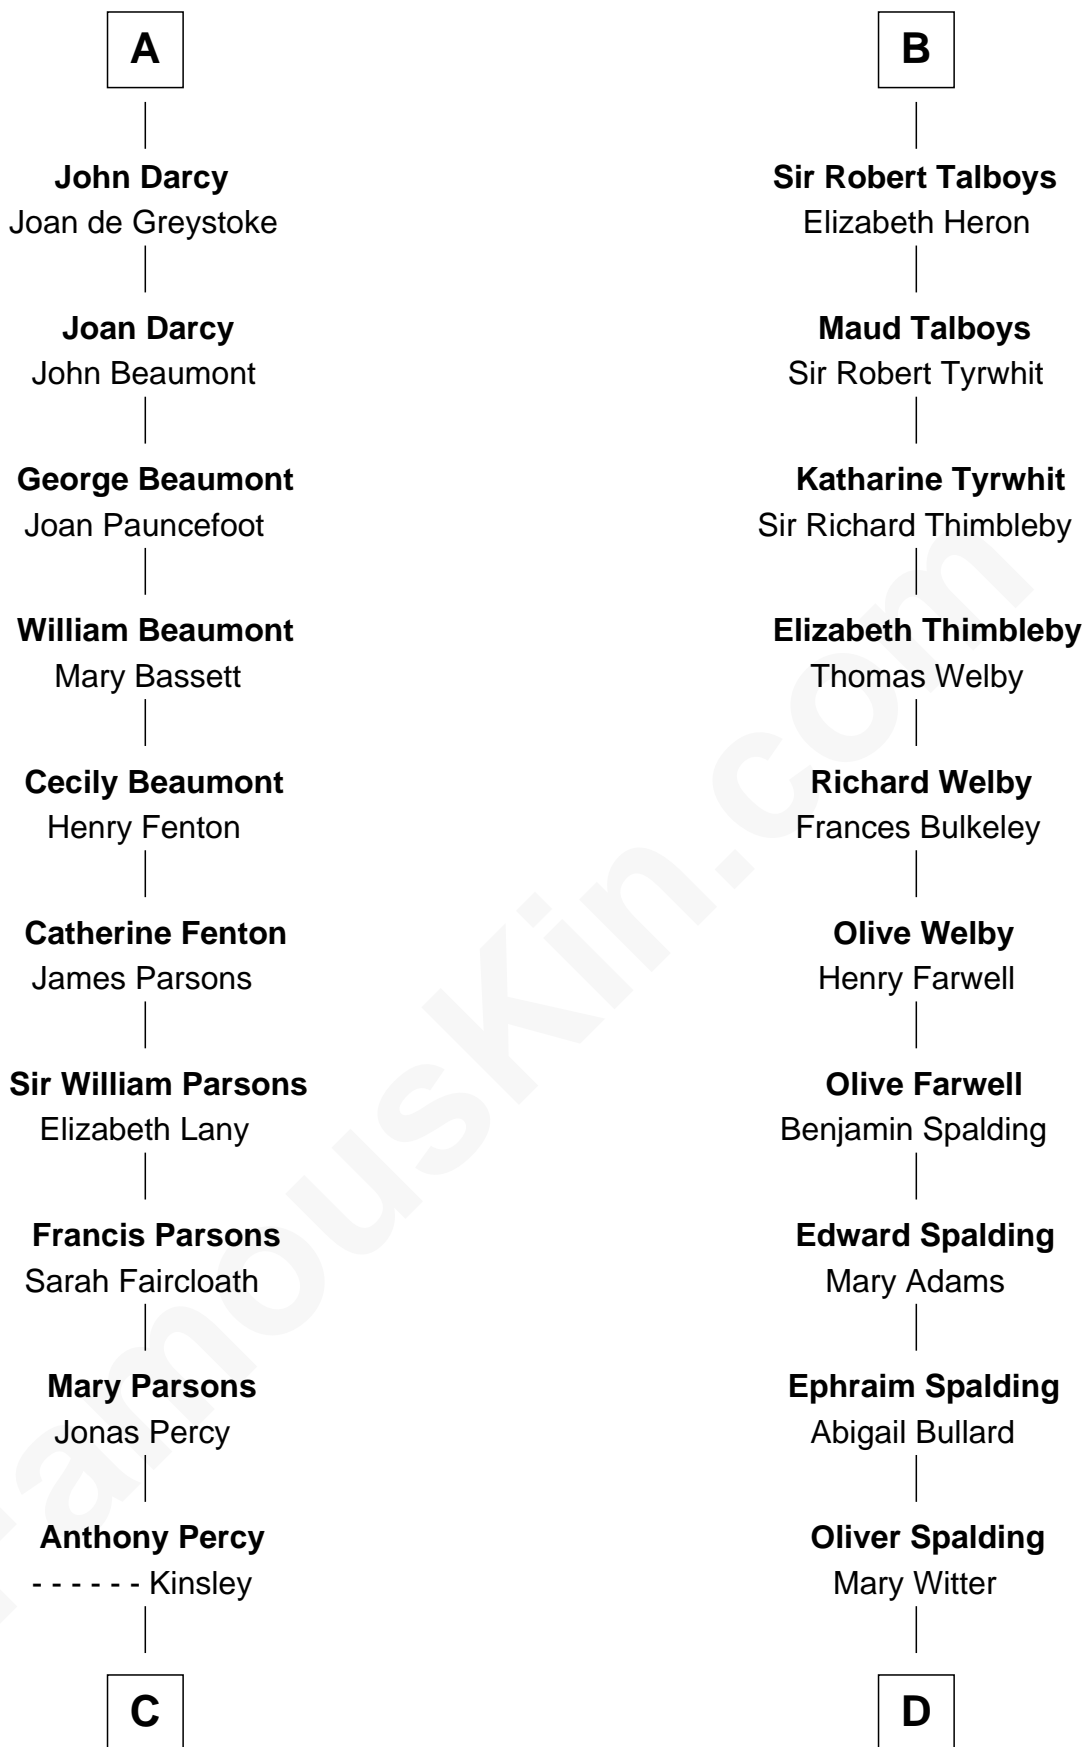 A
John Darcy
Joan de Greystoke
Joan Darcy
John Beaumont
George Beaumont
Joan Pauncefoot
William Beaumont
Mary Bassett
Cecily Beaumont
Henry Fenton
Catherine Fenton
James Parsons
Sir William Parsons
Elizabeth Lany
Francis Parsons
Sarah Faircloath
Mary Parsons
Jonas Percy
Anthony Percy
- - - - - - Kinsley
C
B
Sir Robert Talboys
Elizabeth Heron
Maud Talboys
Sir Robert Tyrwhit
Katharine Tyrwhit
Sir Richard Thimbleby
Elizabeth Thimbleby
Thomas Welby
Richard Welby
Frances Bulkeley
Olive Welby
Henry Farwell
Olive Farwell
Benjamin Spalding
Edward Spalding
Mary Adams
Ephraim Spalding
Abigail Bullard
Oliver Spalding
Mary Witter
D
FamousKin.com